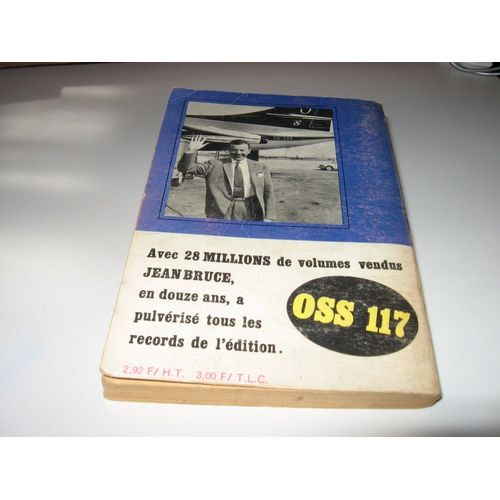 Avec 28 MILLIONS de volumes vendus
JEAN BRUCE,
en douze ans, a
pulvérisé tous les
records de l'édition.
OSS 117
2,92 F/ H.T. 3,00 F/ T.L.C.